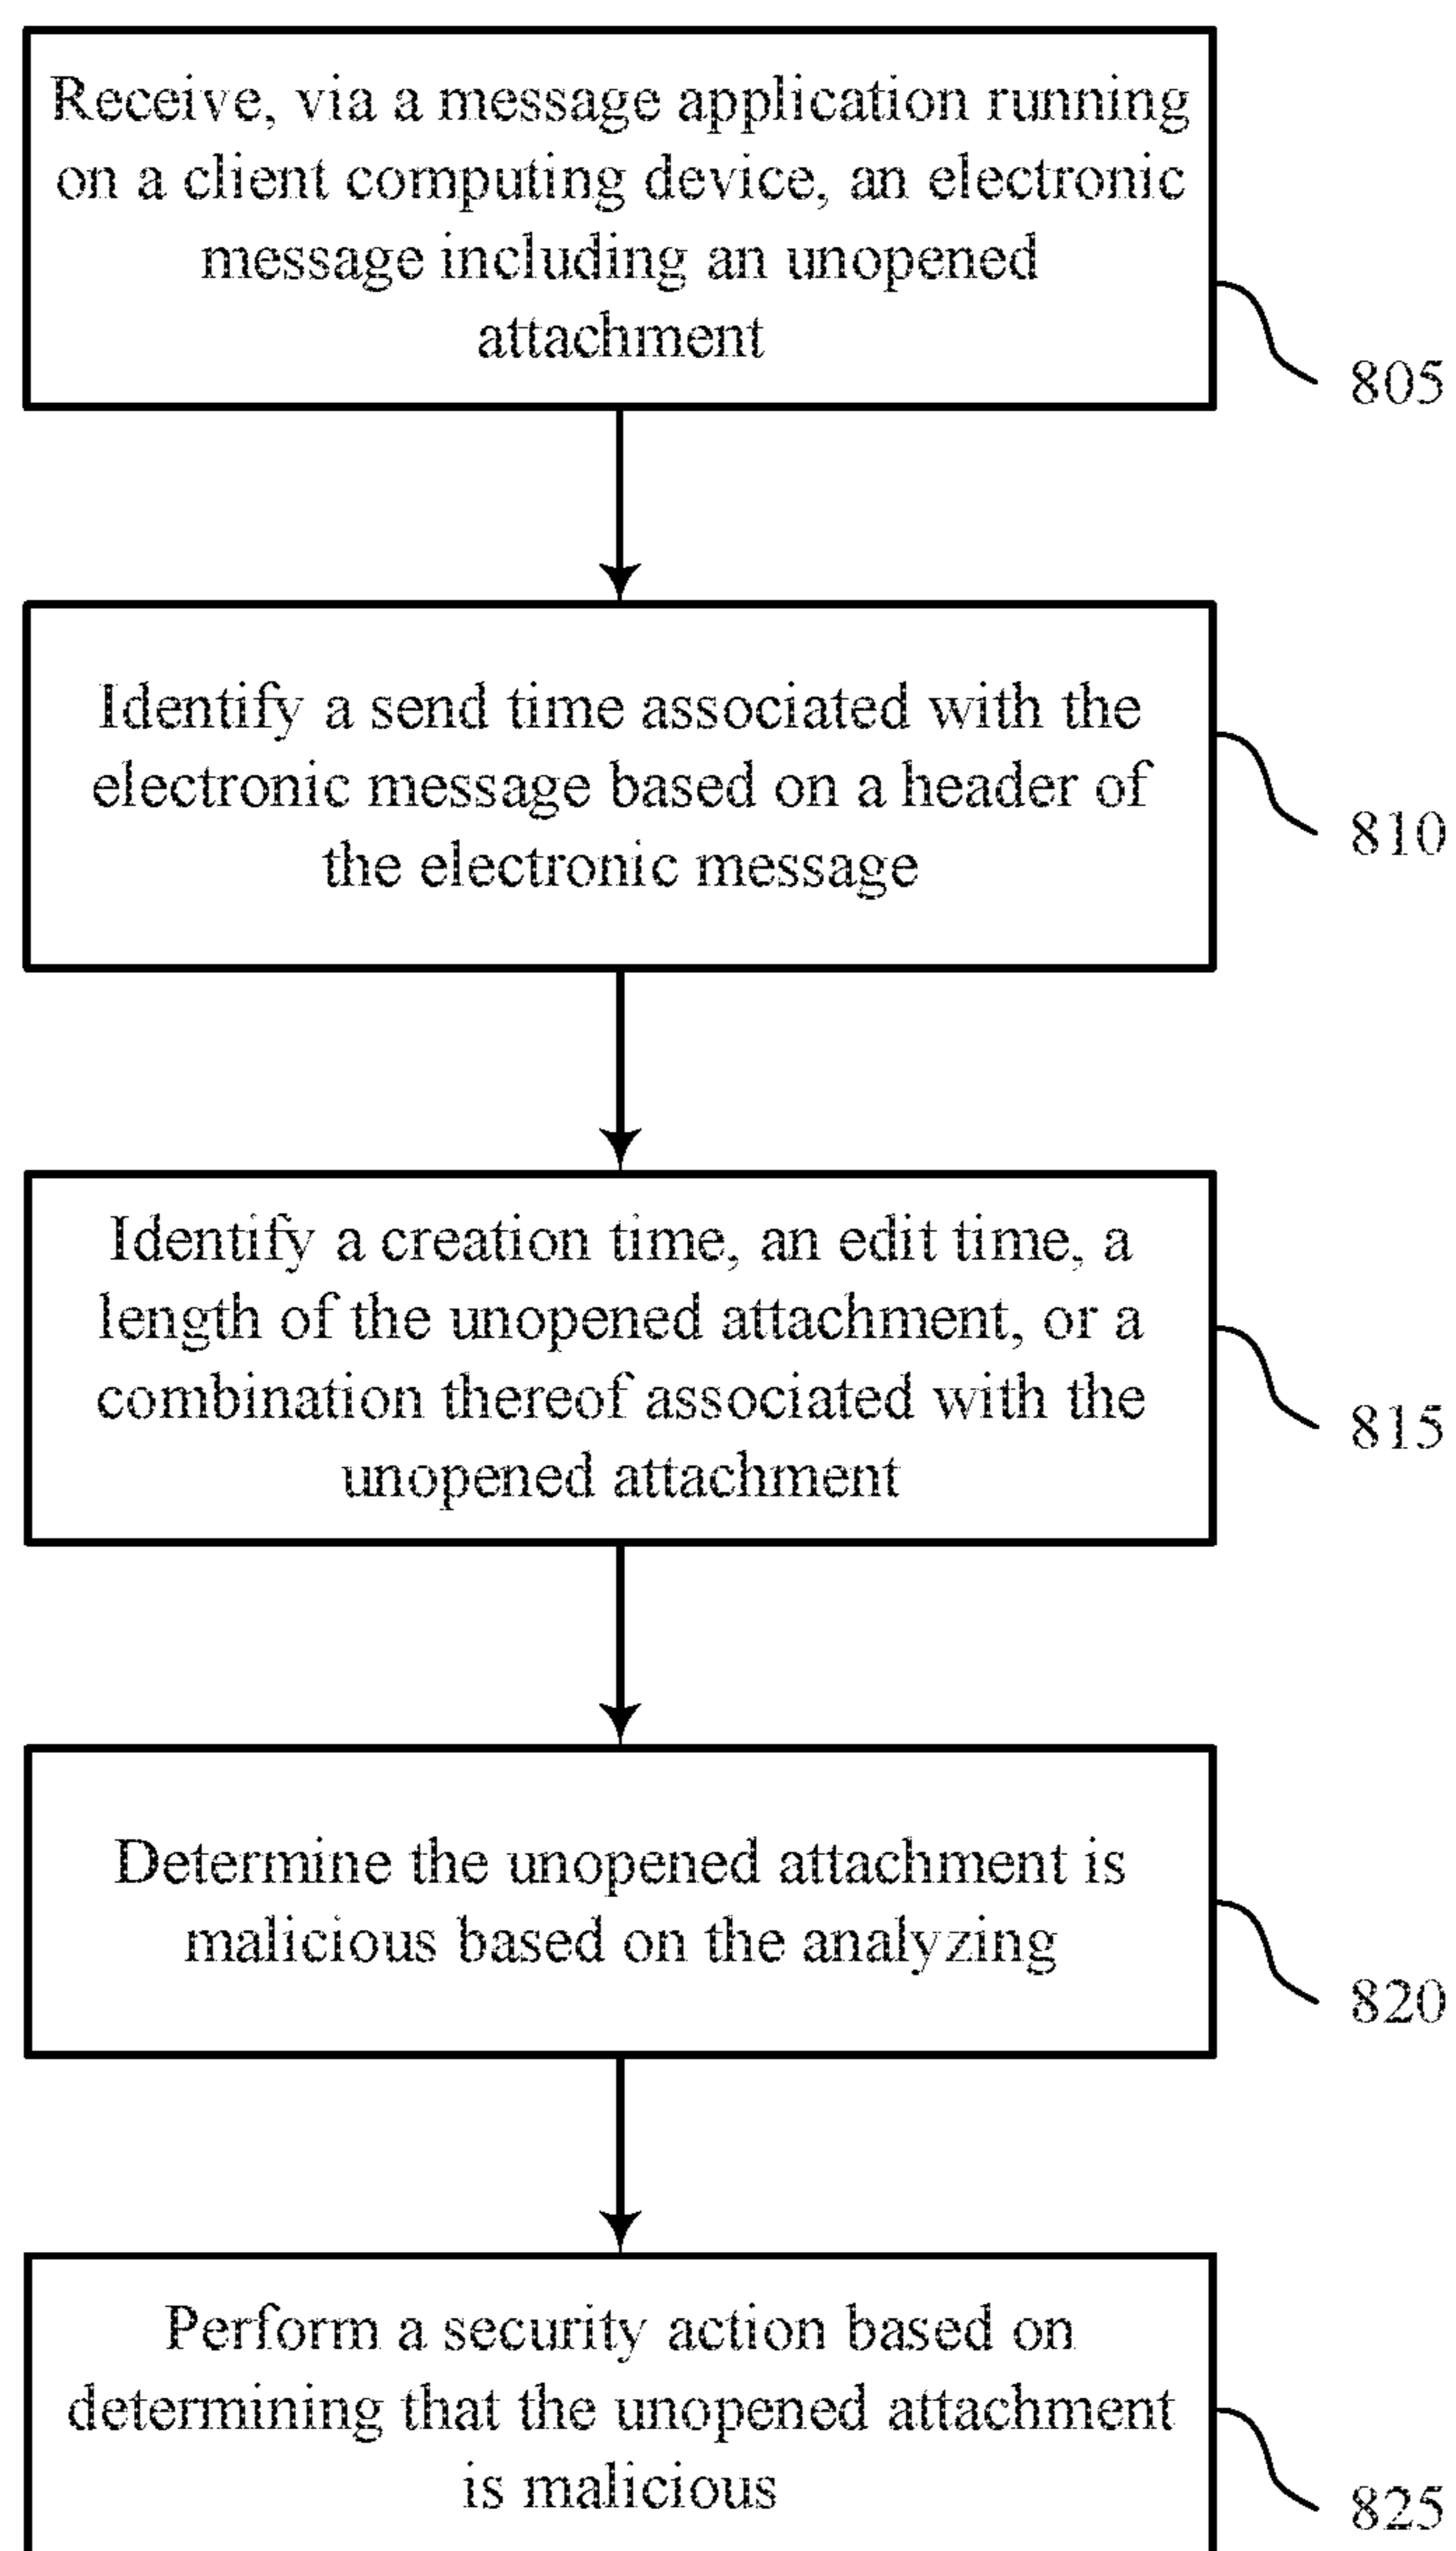 Receive, via a message application running
on a client computing device, an electronic
message including an unopened
attachment
805
Identify a send time associated with the
electronic message based on a header of
the electronic message
810
Identify a creation time, an edit time, a
length of the unopened attachment, or a
combination thereof associated with the
unopened attachment
815
Determine the unopened attachment is
malicious based on the analyzing
820
Perform a security action based on
determining that the unopened attachment
is malicious
825